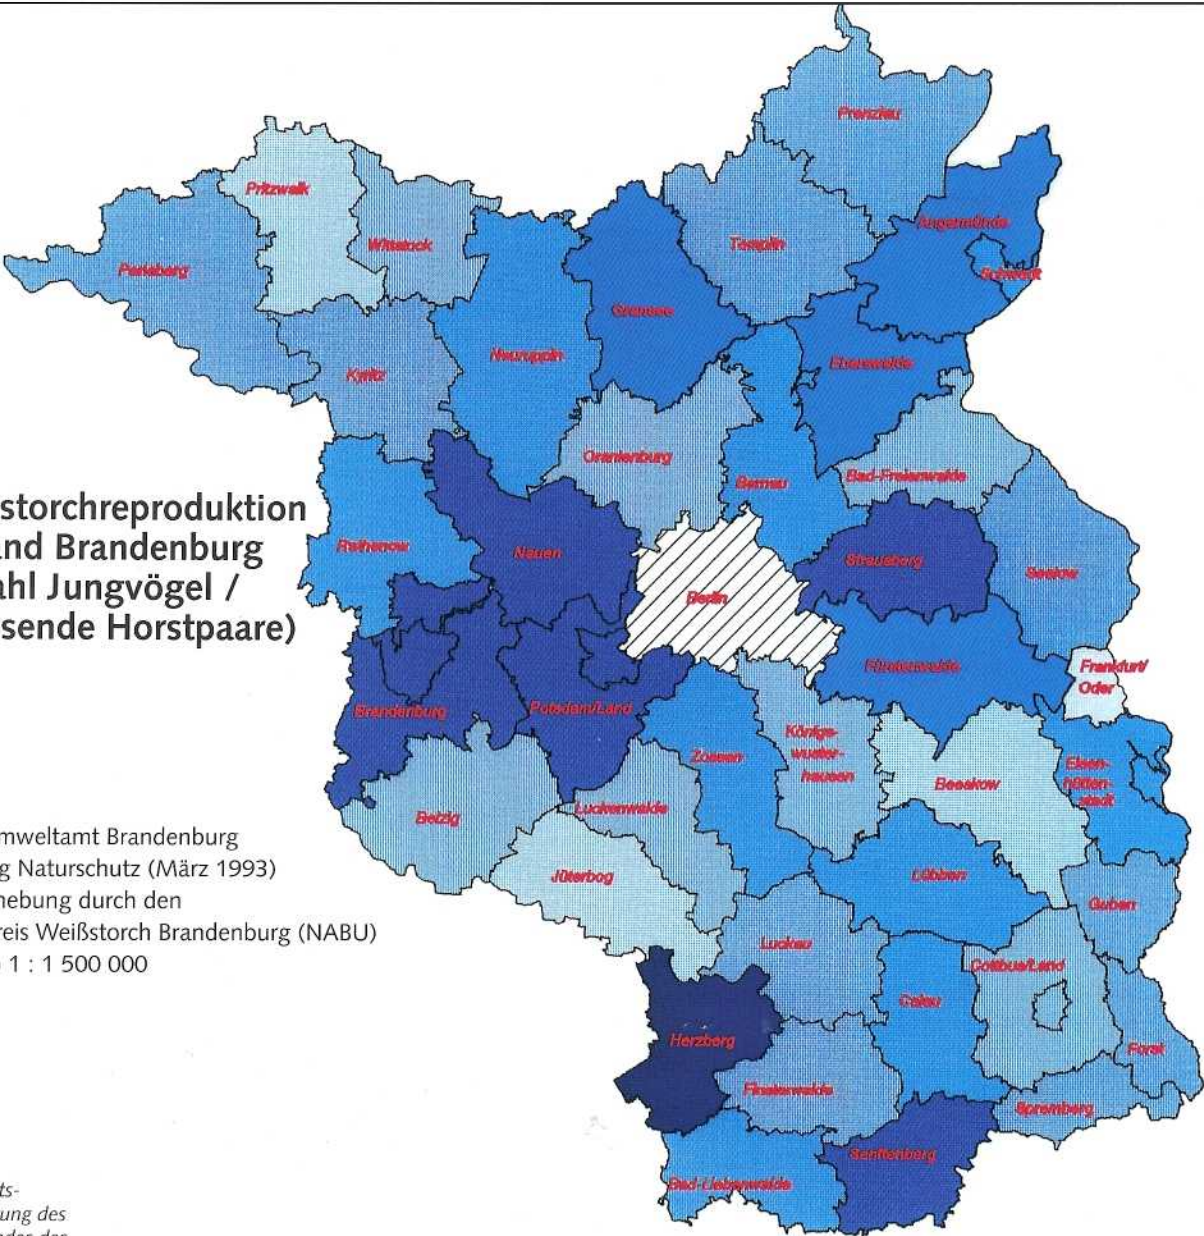 Prenzlau
Pritzwalk
Angermünde
Wittstock
Templin
Perleberg
Schwedt
Gransee
Neuruppin
Eberswalde
Kyritz
Oranienburg
Bad-Freienwalde
Bernau
storchreproduktion
and Brandenburg
ahl Jungvögel /
sende Horstpaare)
Rathenow
Nauen
Strausberg
Seelow
Berlin
Fürstenwalde
Frankfurt/
Oder
Brandenburg
Potsdam/Land
Königs-
wuster-
hausen
Zossen
Beeskow
Eisen-
hütten-
stadt
Belzig
Luckenwalde
mweltamt Brandenburg
g Naturschutz (März 1993)
hebung durch den
reis Weißstorch Brandenburg (NABU)
1 : 1 500 000
Jüterbog
Lübben
Guben
Luckau
Cottbus/Land
Calau
Herzberg
Forst
Finsterwalde
Spremberg
Senftenberg
Bad-Liebenwalde
ts-
ung des